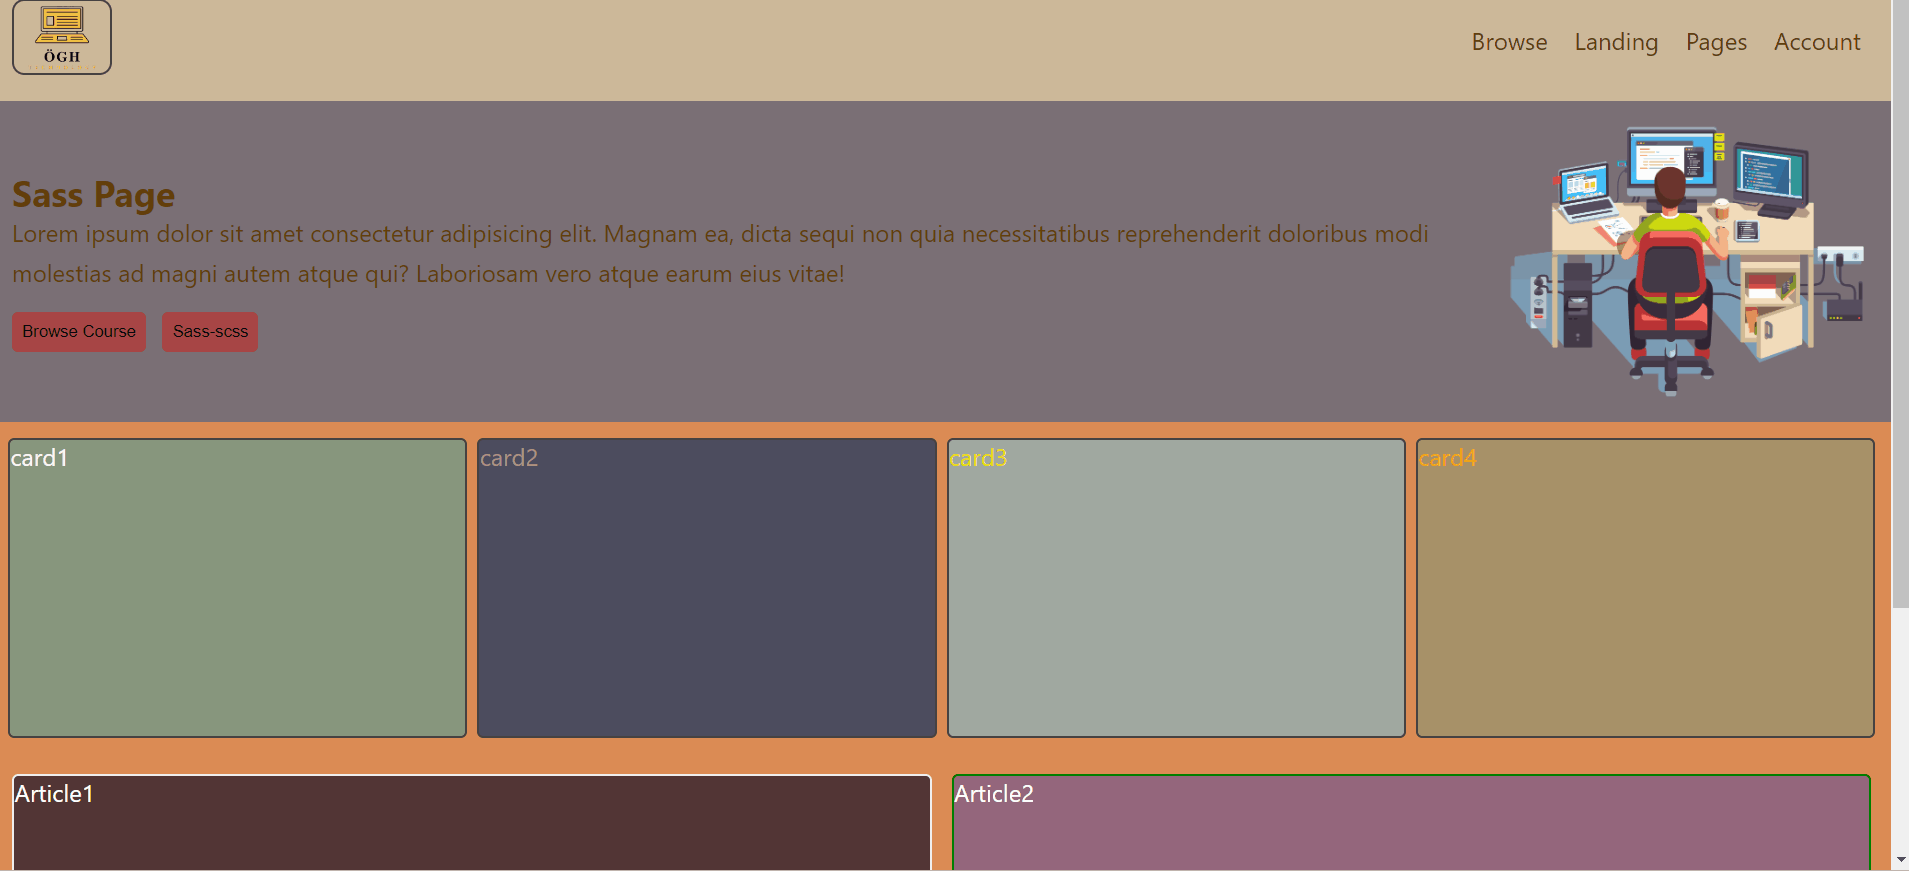 ÖGH
Browse Landing Pages Account
Sass Page
Lorem ipsum dolor sit amet consectetur adipisicing elit. Magnam ea, dicta sequi non quia necessitatibus reprehenderit doloribus modi
molestias ad magni autem atque qui? Laboriosam vero atque earum eius vitae!
Browse Course Sass-scss
card1 card2 card3 card4
Article1 Article2